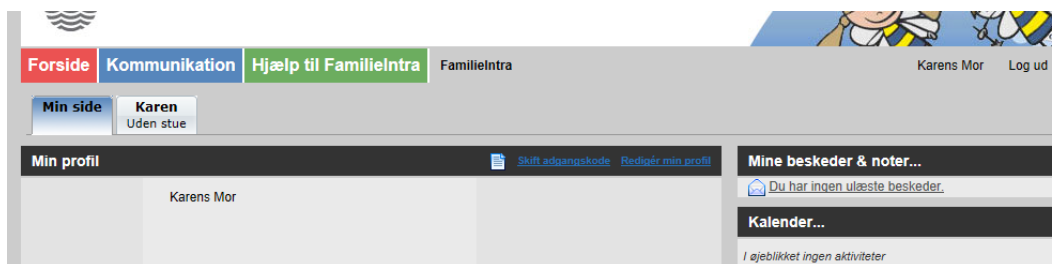 Forside Kommunikation Hjælp til FamilieIntra FamilieIntra Karens Mor Log ud
Min side Karen
Uden stue
Min profil Skift adgangskode Redigér min profil
Karens Mor
Mine beskeder & noter...
Du har ingen ulæste beskeder.
Kalender...
I øjeblikket ingen aktiviteter